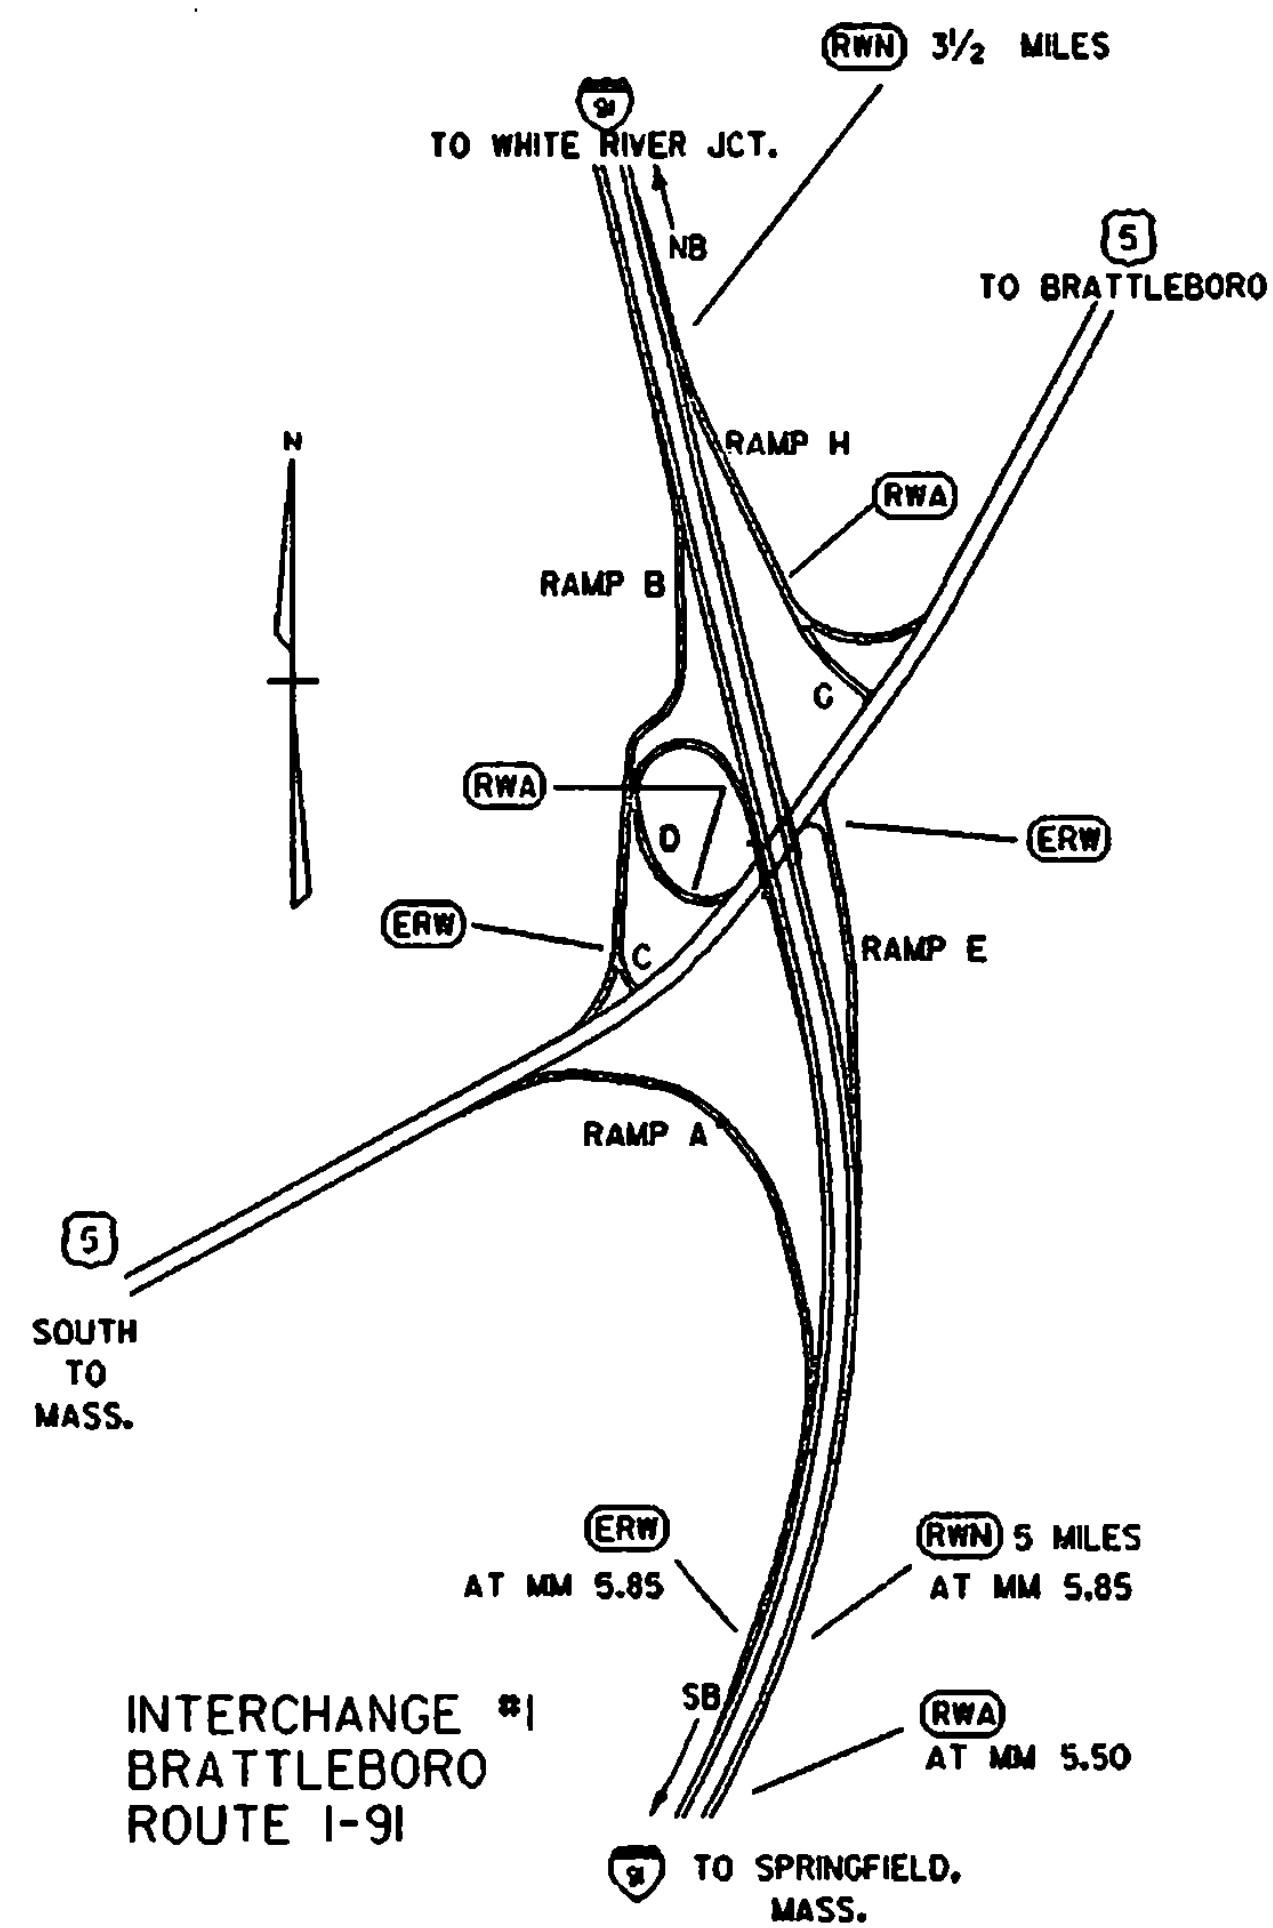 RWN 3½ MILES
91
TO WHITE RIVER JCT.
NB
5
TO BRATTLEBORO
N
RAMP H
RWA
RAMP B
C
RWA
D
ERW
ERW
C
RAMP E
RAMP A
5
SOUTH
TO
MASS.
ERW
AT MM 5.85
RWN 5 MILES
AT MM 5.85
SB
RWA
AT MM 5.50
INTERCHANGE #1
BRATTLEBORO
ROUTE I-91
91
TO SPRINGFIELD,
MASS.